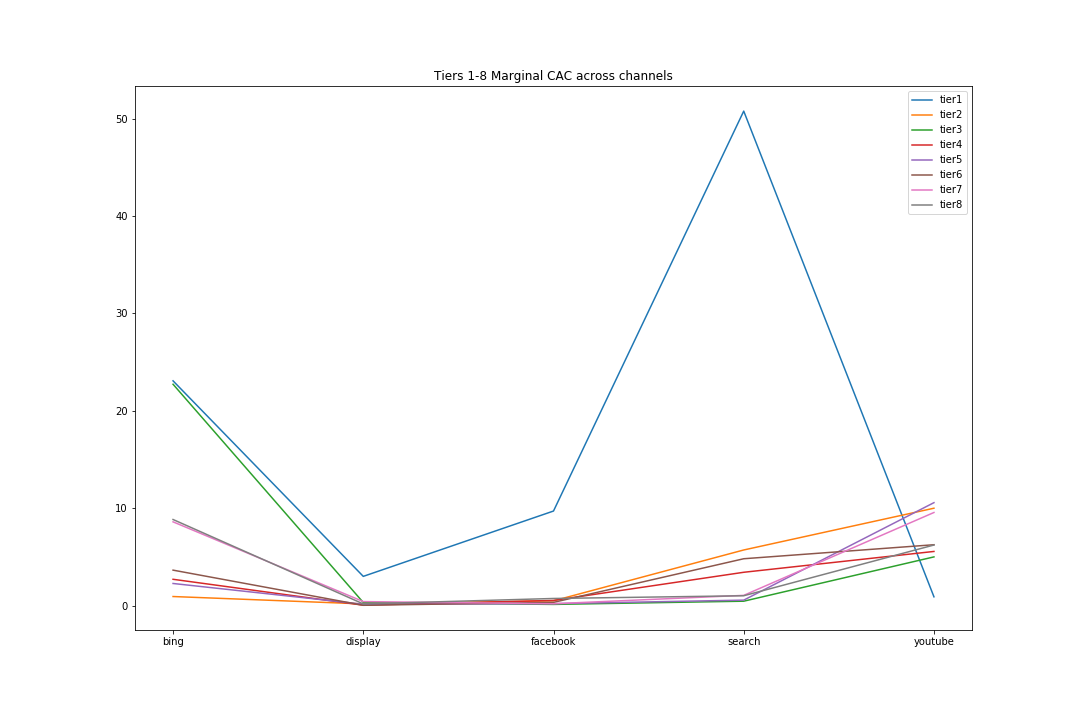 Tiers 1-8 Marginal CAC across channels
tier1
tier2
tier3
tier4
tier5
tier6
tier7
tier8
50
40
30
20
10
0
bing display facebook search youtube